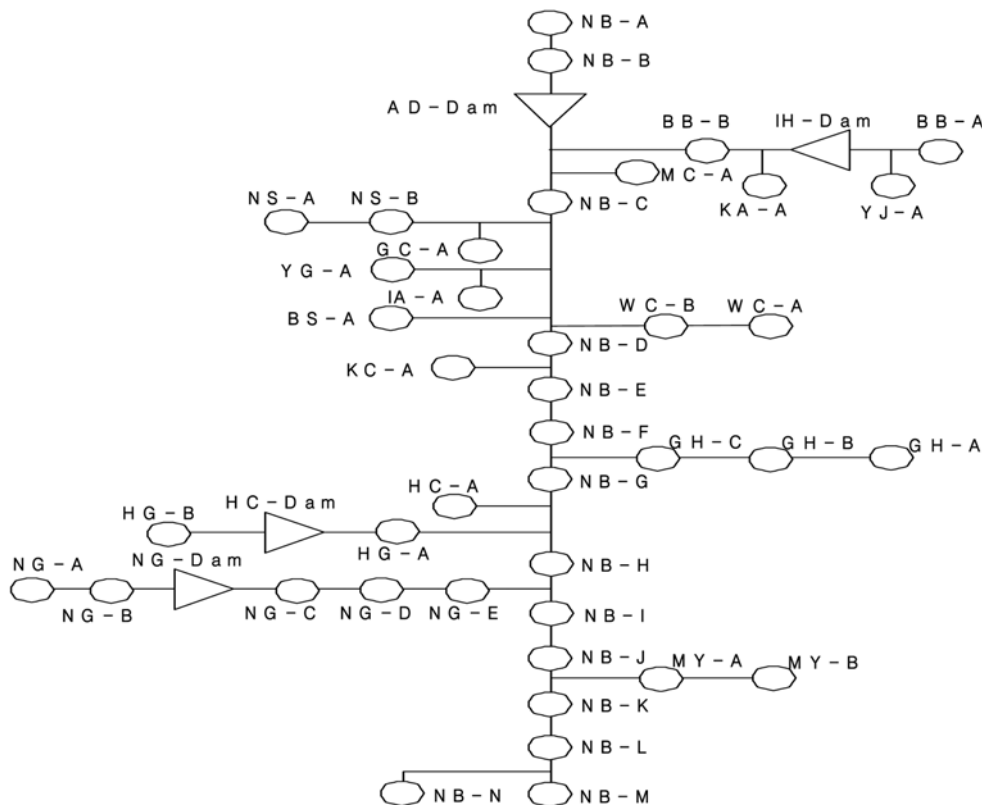 NB-A
NB-B
AD-Dam
BB-B
IH-Dam
BB-A
MC-A
KA-A
YJ-A
NS-A
NS-B
NB-C
GC-A
YG-A
IA-A
BS-A
WC-B
WC-A
NB-D
KC-A
NB-E
NB-F
GH-C
GH-B
GH-A
NB-G
HC-A
HC-Dam
HG-B
HG-A
NG-A
NG-Dam
NB-H
NG-B
NG-C
NG-D
NG-E
NB-I
NB-J
MY-A
MY-B
NB-K
NB-L
NB-N
NB-M